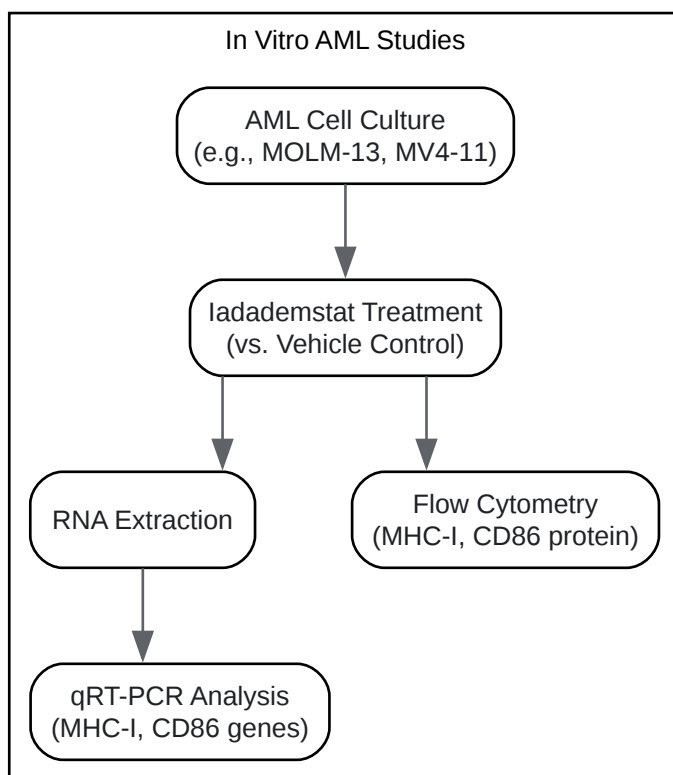 In Vitro AML Studies
AML Cell Culture
(e.g., MOLM-13, MV4-11)
Iadademstat Treatment
(vs. Vehicle Control)
RNA Extraction
Flow Cytometry
(MHC-I, CD86 protein)
qRT-PCR Analysis
(MHC-I, CD86 genes)